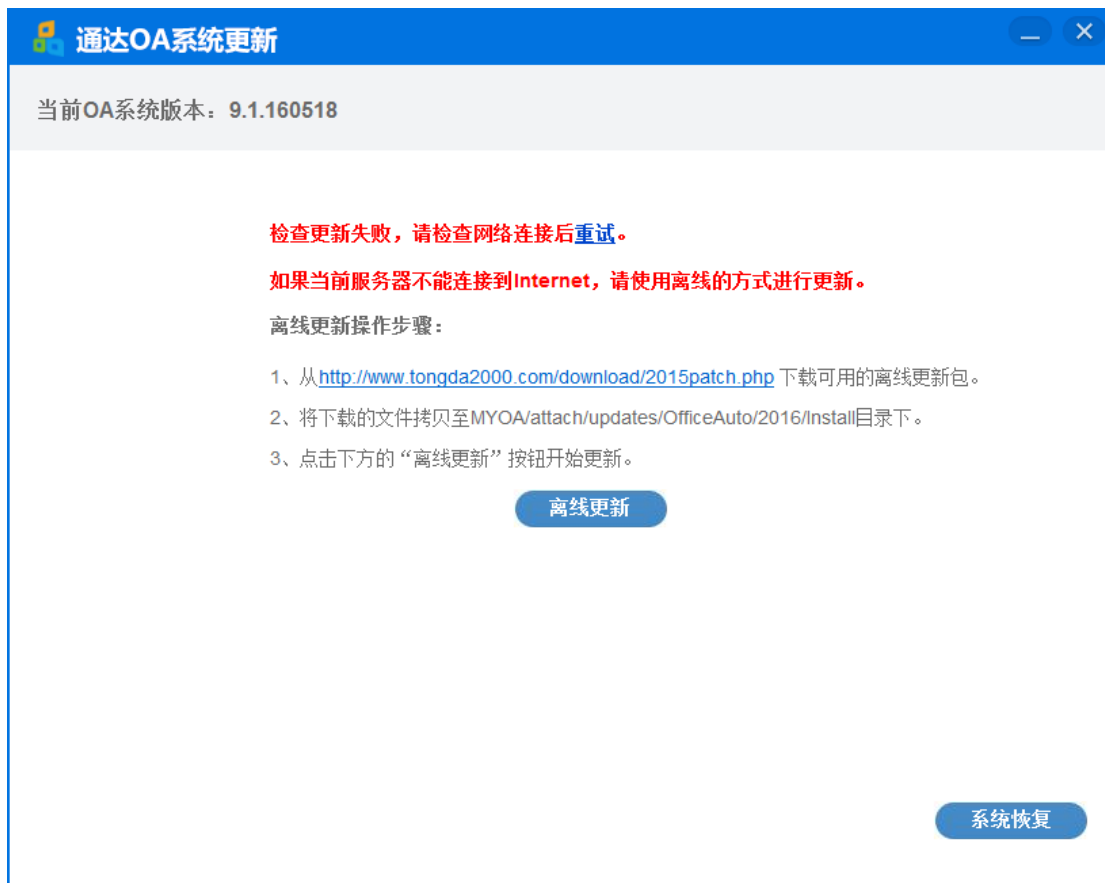 通达OA系统更新
当前OA系统版本：9.1.160518
检查更新失败，请检查网络连接后重试。
如果当前服务器不能连接到Internet，请使用离线的方式进行更新。
离线更新操作步骤：
1、从http://www.tongda2000.com/download/2015patch.php 下载可用的离线更新包。
2、将下载的文件拷贝至MYOA/attach/updates/OfficeAuto/2016/Install目录下。
3、点击下方的“离线更新”按钮开始更新。
离线更新
系统恢复